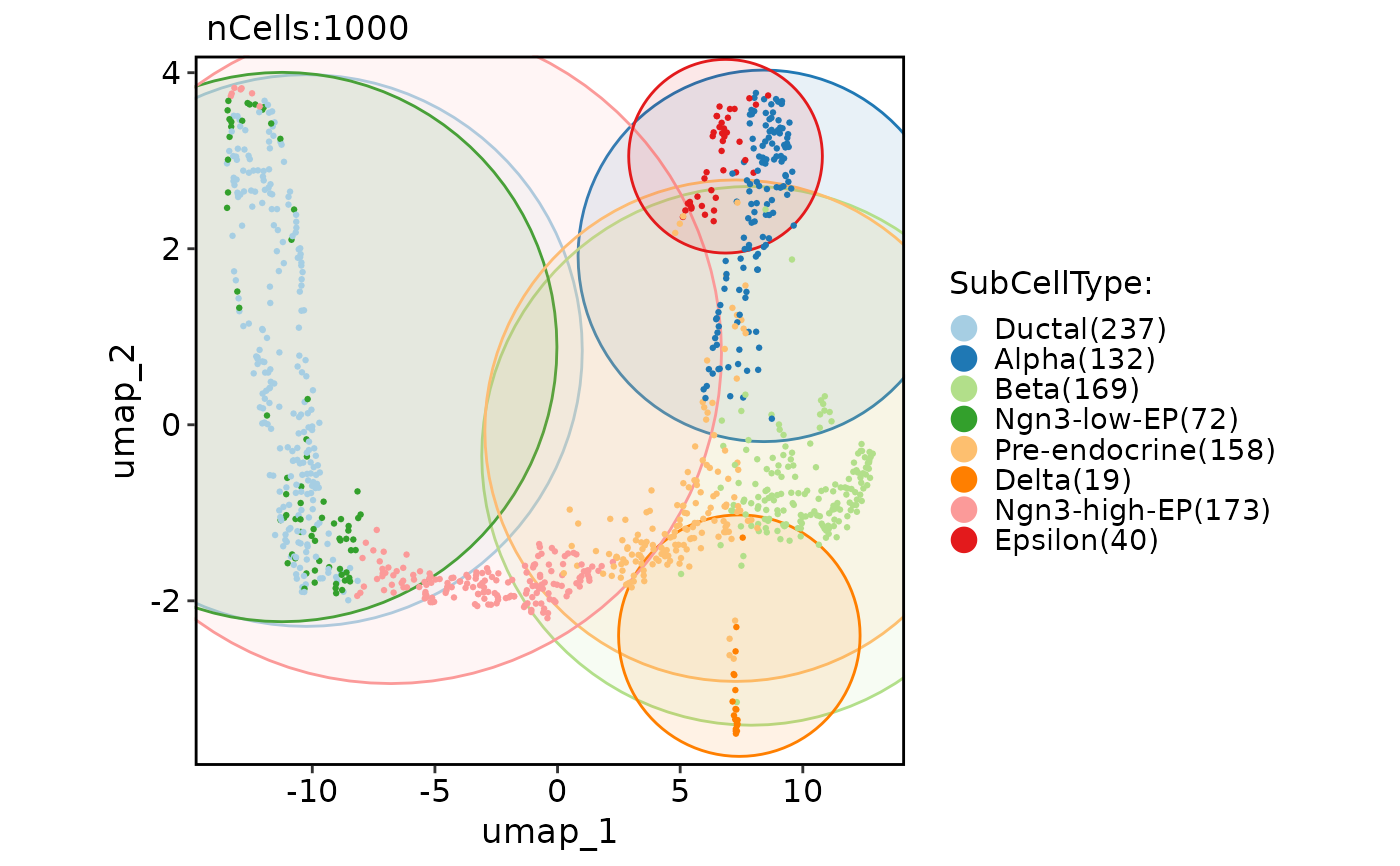 nCells:1000
4
2
0
-2
umap_2
-10
-5
0
5
10
umap_1
SubCellType:
Ductal(237)
Alpha(132)
Beta(169)
Ngn3-low-EP(72)
Pre-endocrine(158)
Delta(19)
Ngn3-high-EP(173)
Epsilon(40)